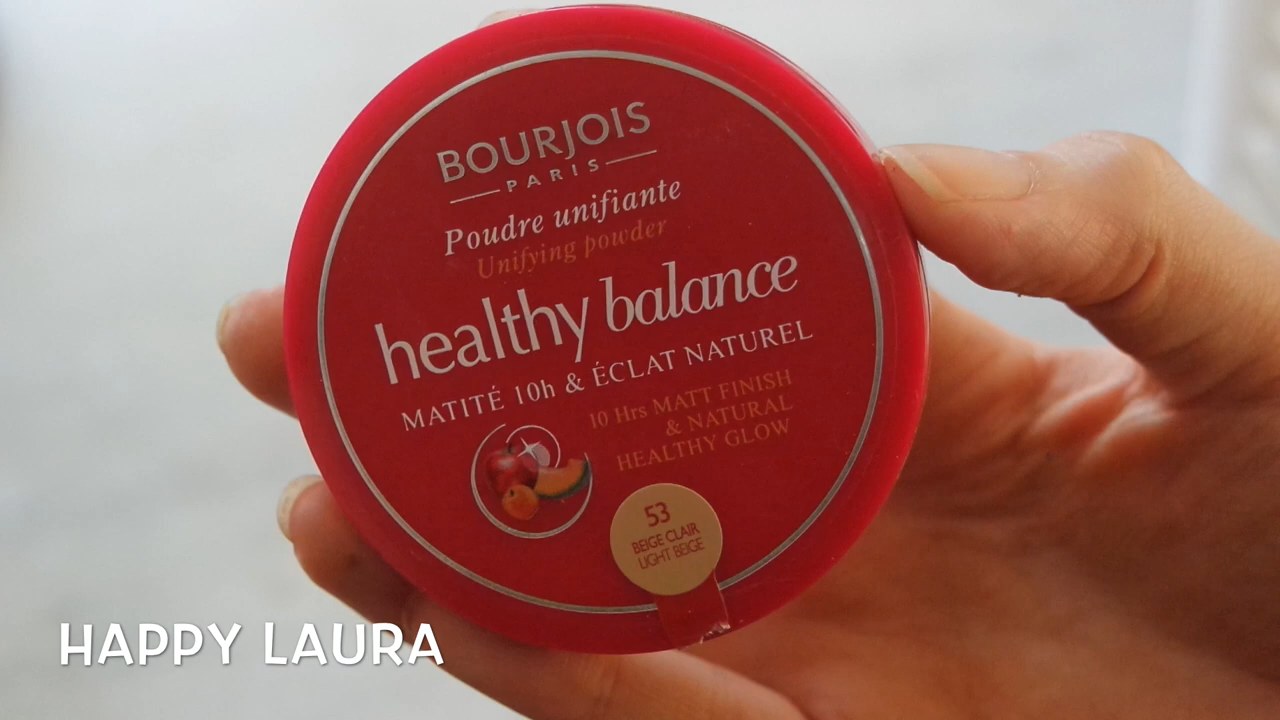 BOURJOIS
PARIS
Poudre unifiante
Unifying powder
healthy balance
MATITÉ 10h & ÉCLAT NATUREL
10 Hrs MATT FINISH
& NATURAL
HEALTHY GLOW
53
BEIGE CLAIR
LIGHT BEIGE
HAPPY LAURA